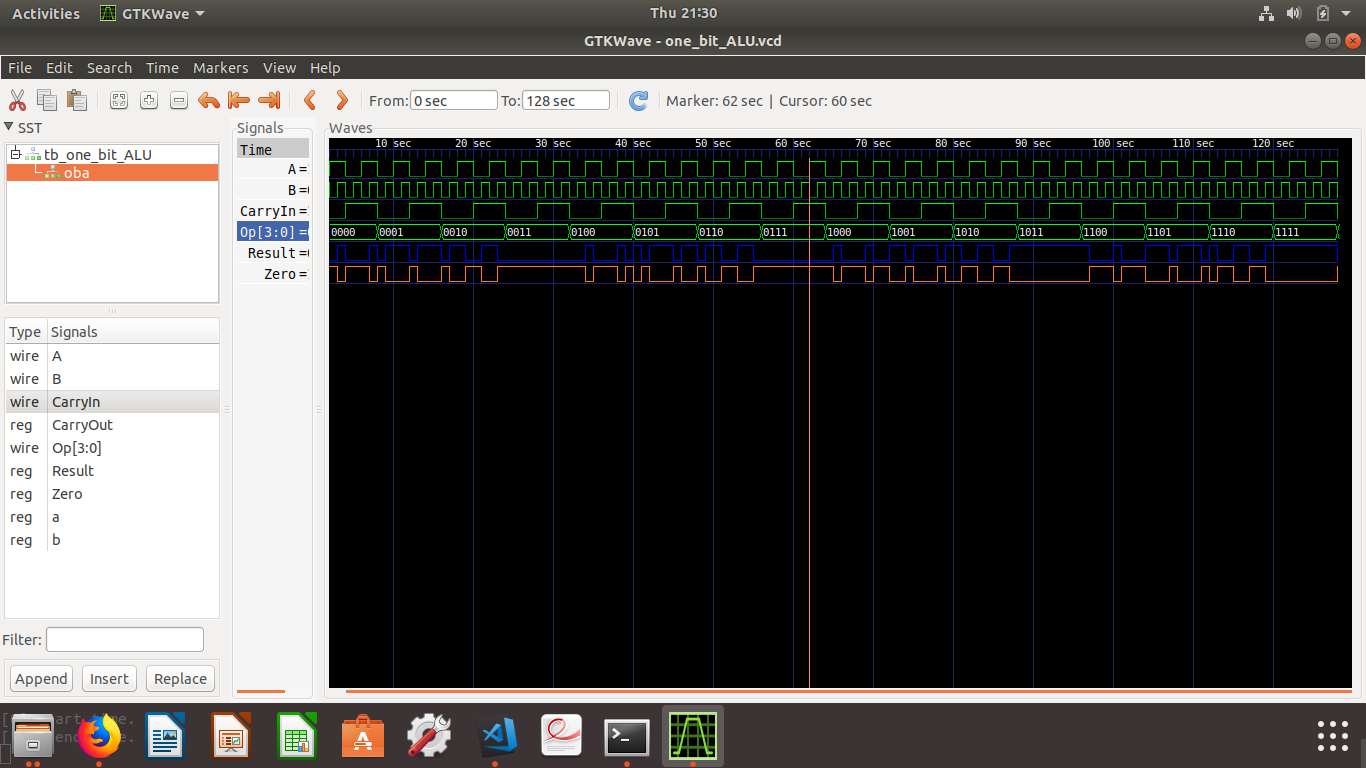 Activities GTKWave Thu 21:30
GTKWave - one_bit_ALU.vcd
File Edit Search Time Markers View Help
From: 0 sec To: 128 sec Marker: 62 sec | Cursor: 60 sec
SST
tb_one_bit_ALU
oba
Type Signals
wire A
wire B
wire CarryIn
reg CarryOut
wire Op[3:0]
reg Result
reg Zero
reg a
reg b
Filter:
Append Insert Replace
Signals
Time
A =
B =
CarryIn =
Op[3:0] =
Result =
Zero =
Waves
10 sec 20 sec 30 sec 40 sec 50 sec 60 sec 70 sec 80 sec 90 sec 100 sec 110 sec 120 sec
0000 0001 0010 0011 0100 0101 0110 0111 1000 1001 1010 1011 1100 1101 1110 1111